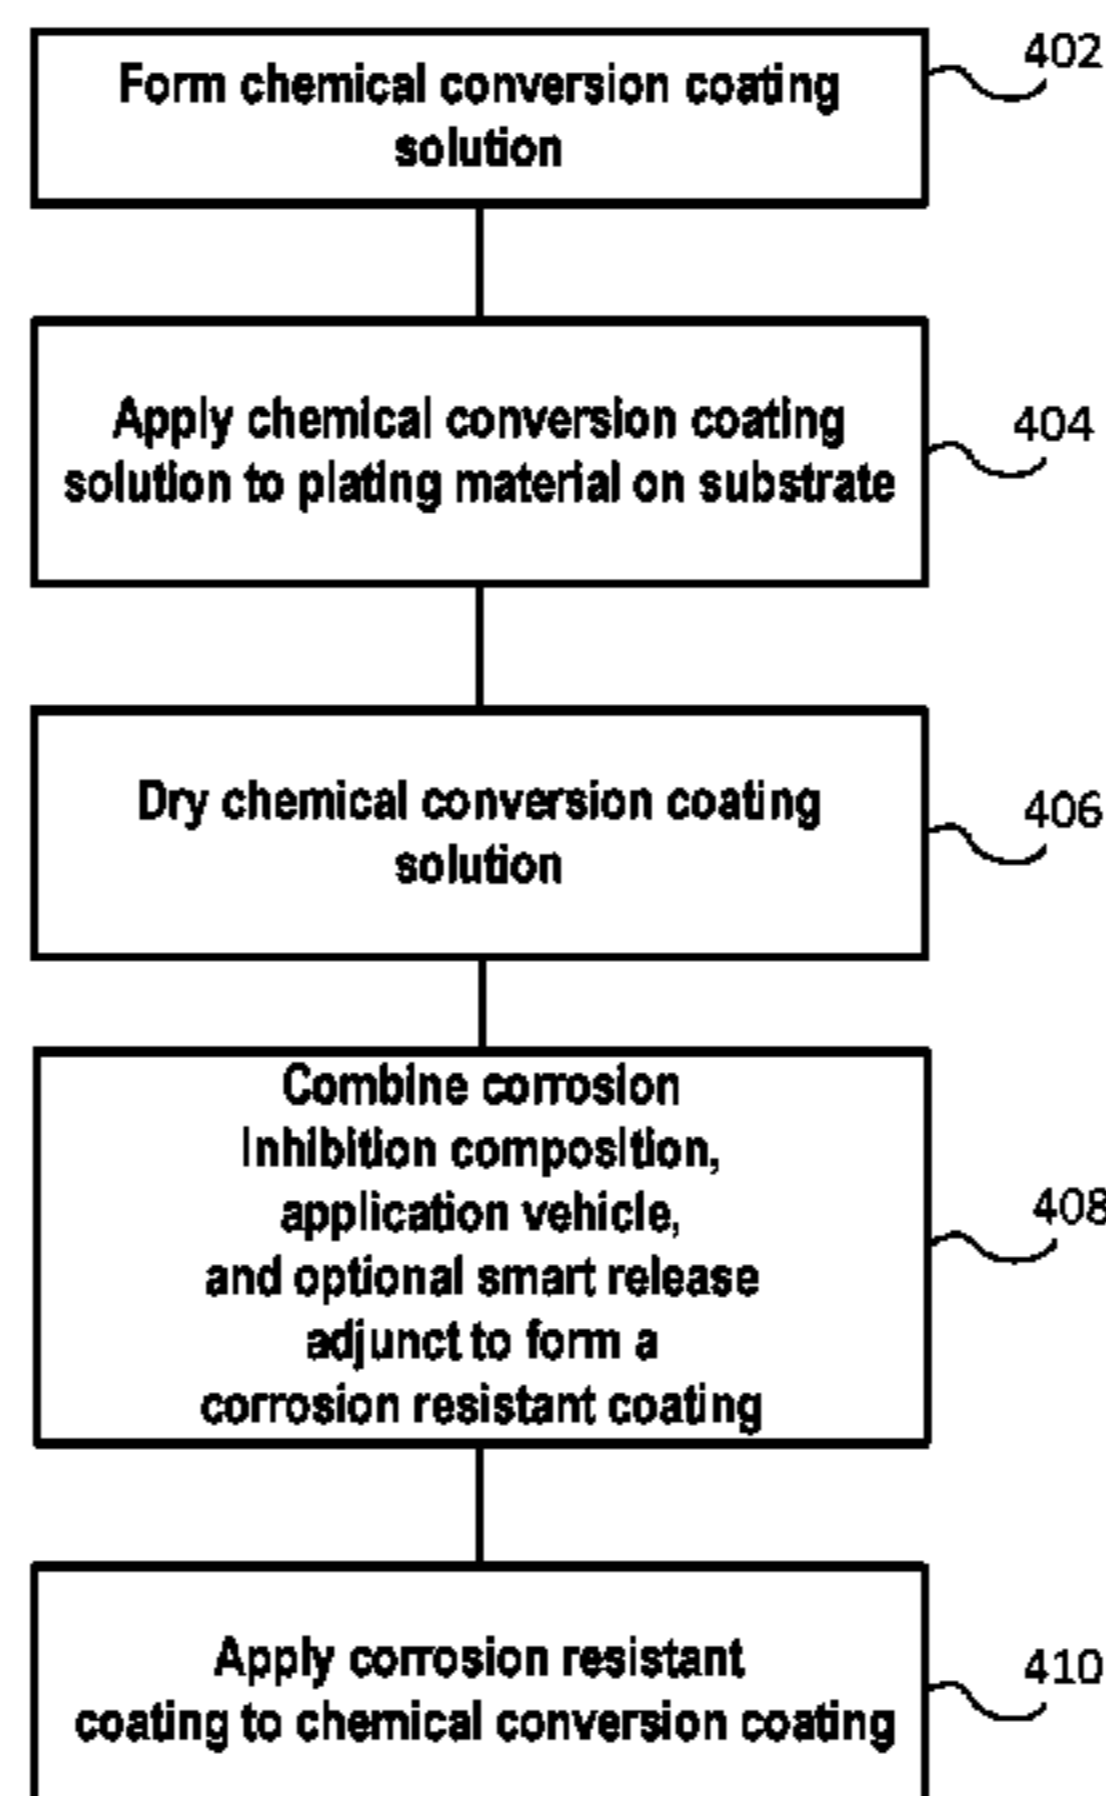 Form chemical conversion coating
solution
402
Apply chemical conversion coating
solution to plating material on substrate
404
Dry chemical conversion coating
solution
406
Combine corrosion
inhibition composition,
application vehicle,
and optional smart release
adjunct to form a
corrosion resistant coating
408
Apply corrosion resistant
coating to chemical conversion coating
410